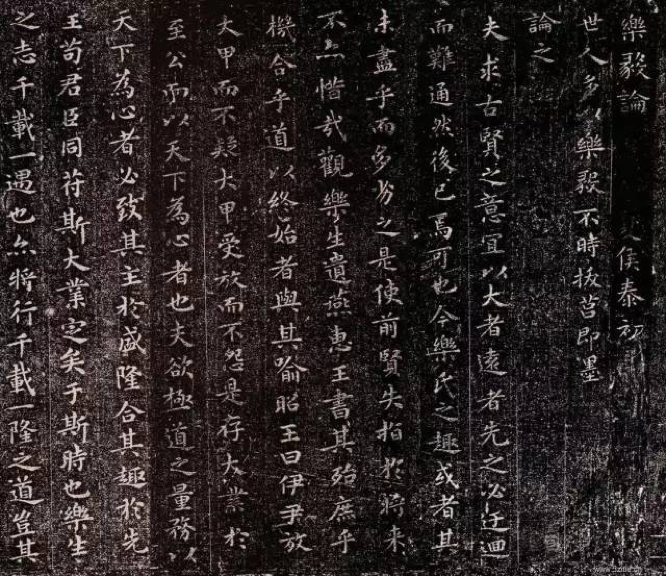 樂毅論
夏侯泰初
世人多以樂毅不時拔莒即墨
論之
夫求古賢之意宜以大者遠者先之必迂迴
而難通然後已焉可也今樂氏之趣或者其
未盡乎而多劣之是使前賢失指於將来
不亦惜哉觀樂生遺燕惠王書其殆庶乎
機合乎道以終始者與其喻昭王曰伊尹放
大甲而不疑大甲受放而不怨是存大業於
至公而以天下為心者也夫欲極道之量務以
天下為心者必致其主於盛隆合其趣於先
王苟君臣同苻斯大業定矣于斯時也樂生
之志千載一遇也亦將行千載一隆之道豈其